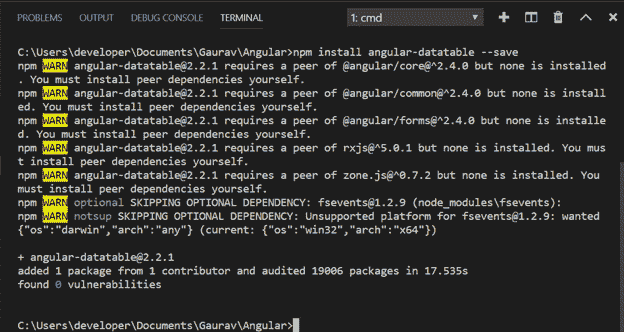 PROBLEMS OUTPUT DEBUG CONSOLE TERMINAL 1: cmd
C:\Users\developer\Documents\Gaurav\Angular>npm install angular-datatable --save
npm WARN angular-datatable@2.2.1 requires a peer of @angular/core@^2.4.0 but none is installed
. You must install peer dependencies yourself.
npm WARN angular-datatable@2.2.1 requires a peer of @angular/common@^2.4.0 but none is install
ed. You must install peer dependencies yourself.
npm WARN angular-datatable@2.2.1 requires a peer of @angular/forms@^2.4.0 but none is installe
d. You must install peer dependencies yourself.
npm WARN angular-datatable@2.2.1 requires a peer of rxjs@^5.0.1 but none is installed. You mus
t install peer dependencies yourself.
npm WARN angular-datatable@2.2.1 requires a peer of zone.js@^0.7.2 but none is installed. You
must install peer dependencies yourself.
npm WARN optional SKIPPING OPTIONAL DEPENDENCY: fsevents@1.2.9 (node_modules\fsevents):
npm WARN notsup SKIPPING OPTIONAL DEPENDENCY: Unsupported platform for fsevents@1.2.9: wanted
{"os":"darwin","arch":"any"} (current: {"os":"win32","arch":"x64"})
+ angular-datatable@2.2.1
added 1 package from 1 contributor and audited 19006 packages in 17.535s
found 0 vulnerabilities
C:\Users\developer\Documents\Gaurav\Angular>